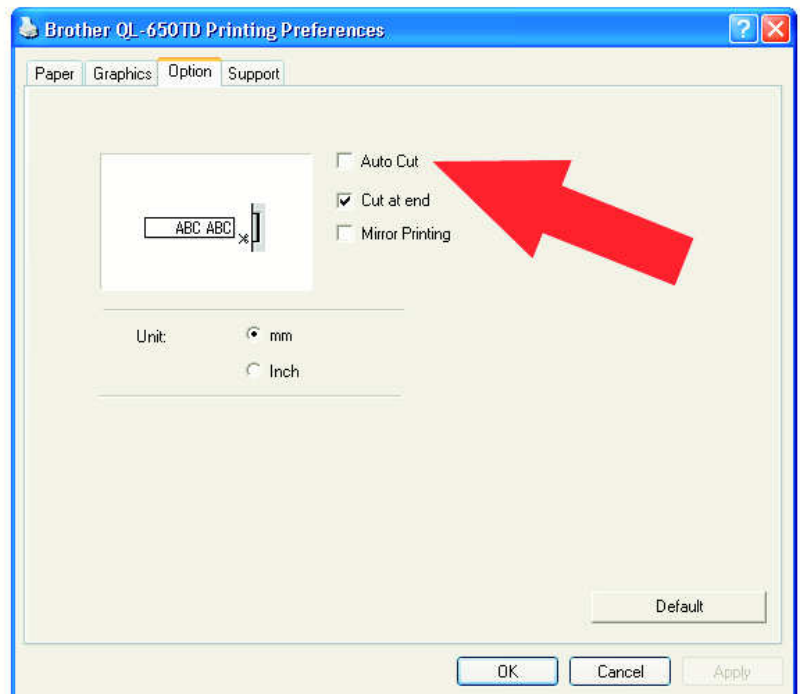 Brother QL-650TD Printing Preferences
Paper Graphics Option Support
Auto Cut
ABC ABC
Cut at end
Mirror Printing
Unit: mm
Inch
Default
OK Cancel Apply